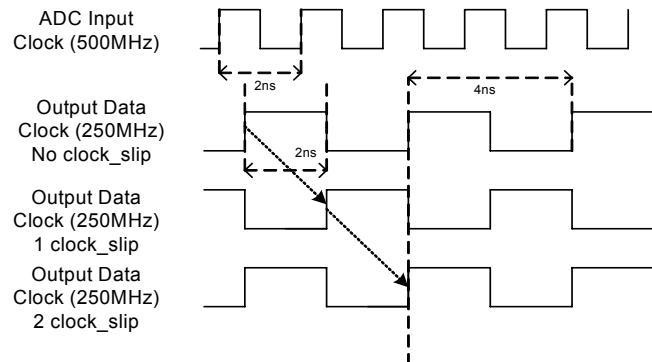 ADC Input
Clock (500MHz)
2ns
4ns
Output Data
Clock (250MHz)
No clock_slip
2ns
Output Data
Clock (250MHz)
1 clock_slip
Output Data
Clock (250MHz)
2 clock_slip